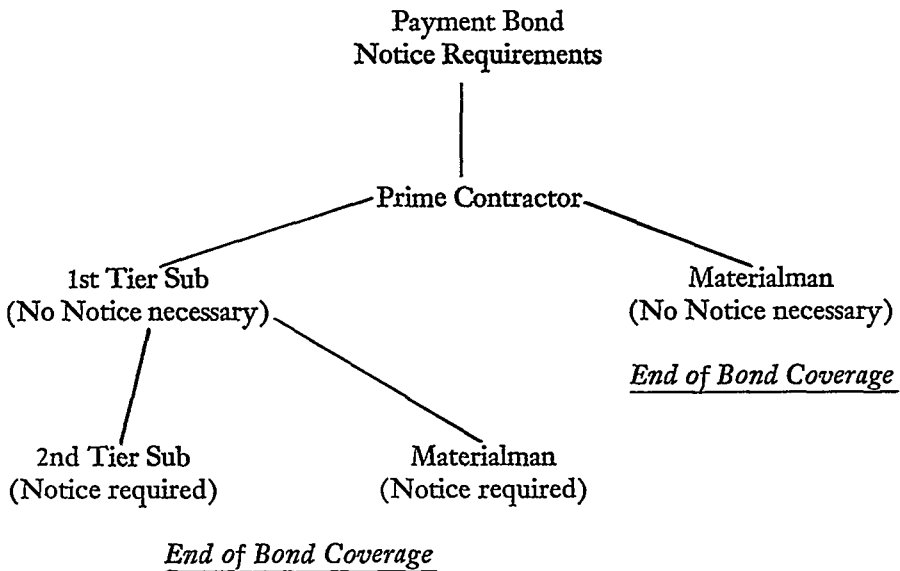 Payment Bond
Notice Requirements
Prime Contractor
1st Tier Sub
(No Notice necessary)
Materialman
(No Notice necessary)
End of Bond Coverage
2nd Tier Sub
(Notice required)
Materialman
(Notice required)
End of Bond Coverage